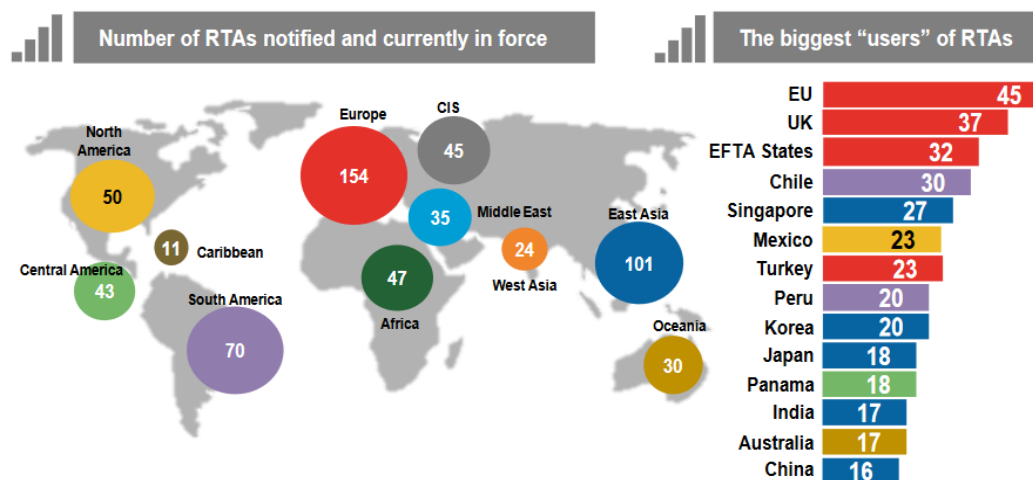 Number of RTAs notified and currently in force
The biggest “users” of RTAs
North
America
50
Europe
154
CIS
45
35
Middle East
East Asia
101
11
Caribbean
24
West Asia
Central America
43
47
Africa
South America
70
Oceania
30
EU 45
UK 37
EFTA States 32
Chile 30
Singapore 27
Mexico 23
Turkey 23
Peru 20
Korea 20
Japan 18
Panama 18
India 17
Australia 17
China 16